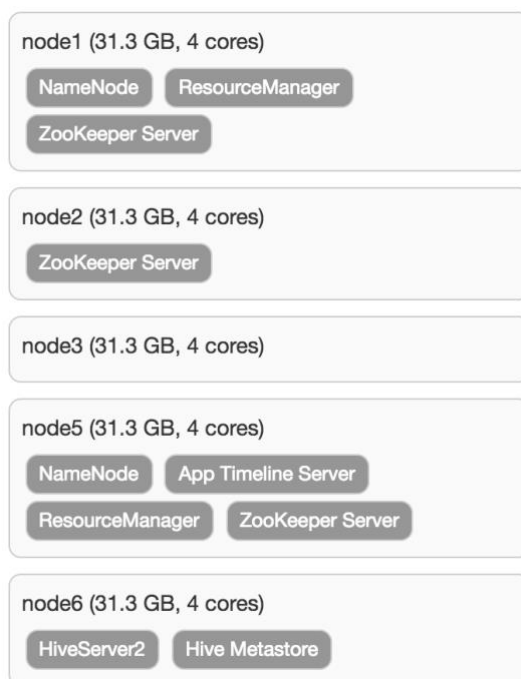 node1 (31.3 GB, 4 cores)
NameNode ResourceManager
ZooKeeper Server
node2 (31.3 GB, 4 cores)
ZooKeeper Server
node3 (31.3 GB, 4 cores)
node5 (31.3 GB, 4 cores)
NameNode App Timeline Server
ResourceManager ZooKeeper Server
node6 (31.3 GB, 4 cores)
HiveServer2 Hive Metastore